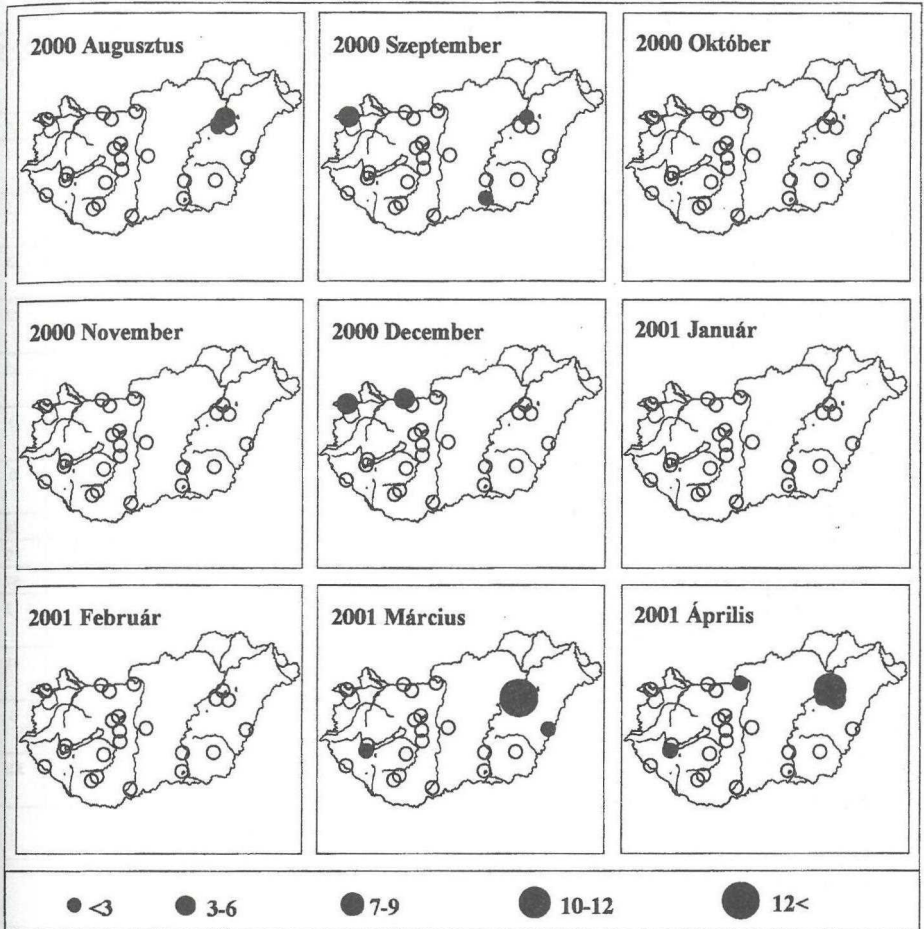 2000 Augusztus
2000 Szeptember
2000 Október
2000 November
2000 December
2001 Január
2001 Február
2001 Március
2001 Április
<3
3-6
7-9
10-12
12<